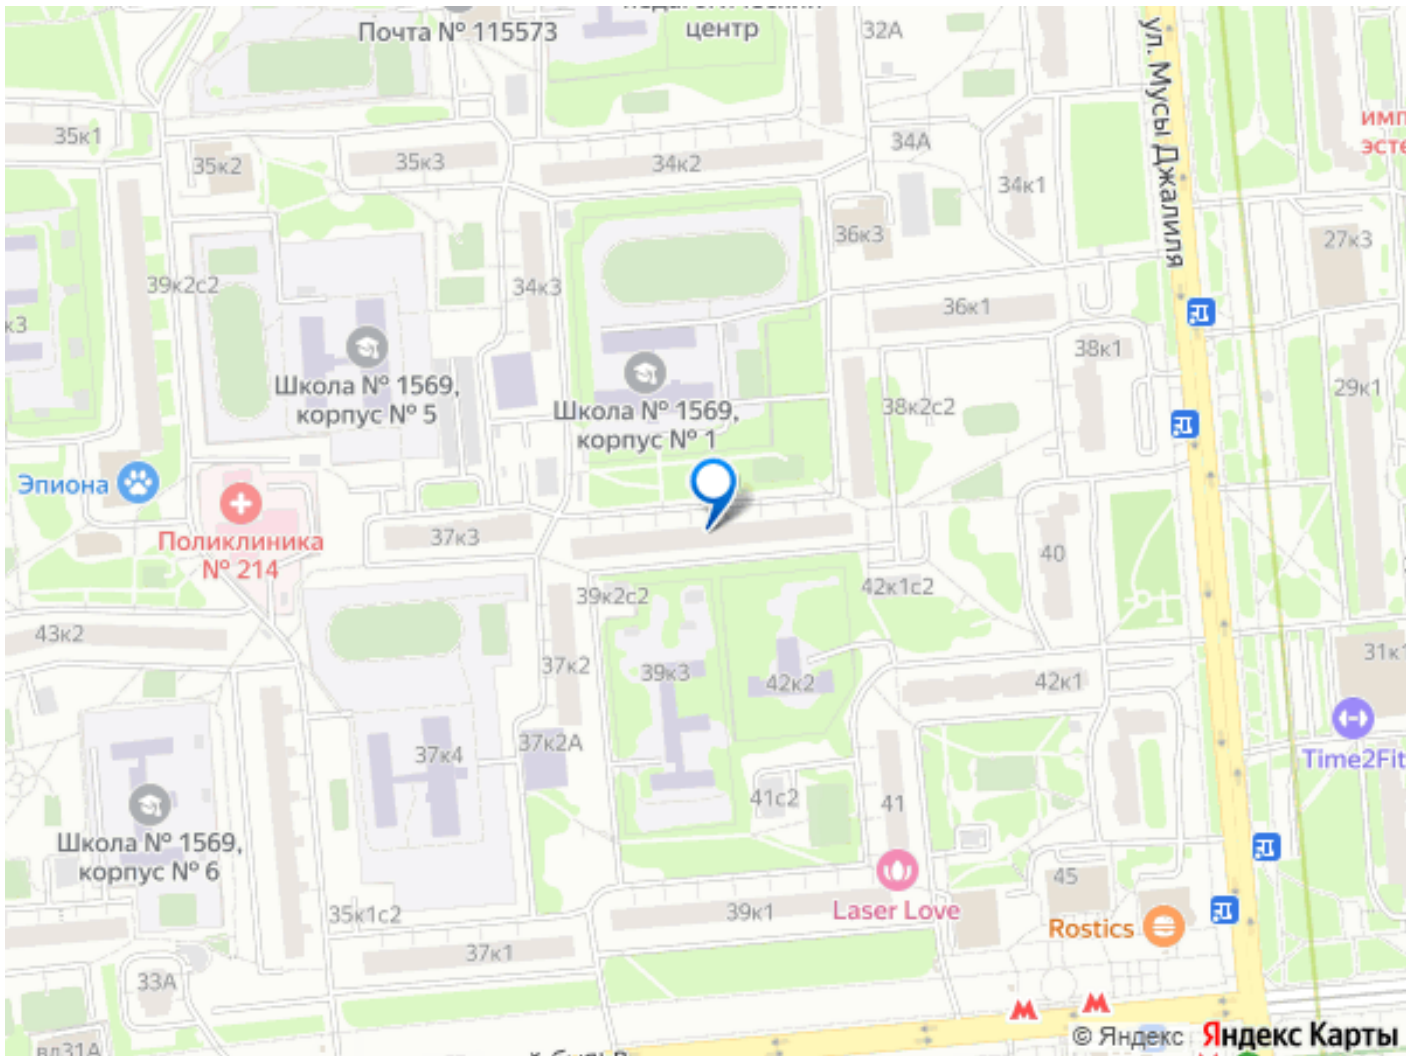 Почта № 115573
центр
32А
ул. Мусы Джалиля
35к1
35к2
35к3
34к2
34А
34к1
36к3
27к3
39к2с2
34к3
36к1
к3
38к1
Школа № 1569,
корпус № 5
Школа № 1569,
корпус № 1
38к2с2
29к1
Эпиона
Поликлиника
№ 214
37к3
40
39к2с2
42к1с2
43к2
37к2
39к3
42к2
42к1
31к1
37к4
37к2А
41с2
41
Time2Fit
Школа № 1569,
корпус № 6
35к1с2
39к1
Laser Love
45
Rostics
37к1
33А
вл31А
© Яндекс Яндекс Карты